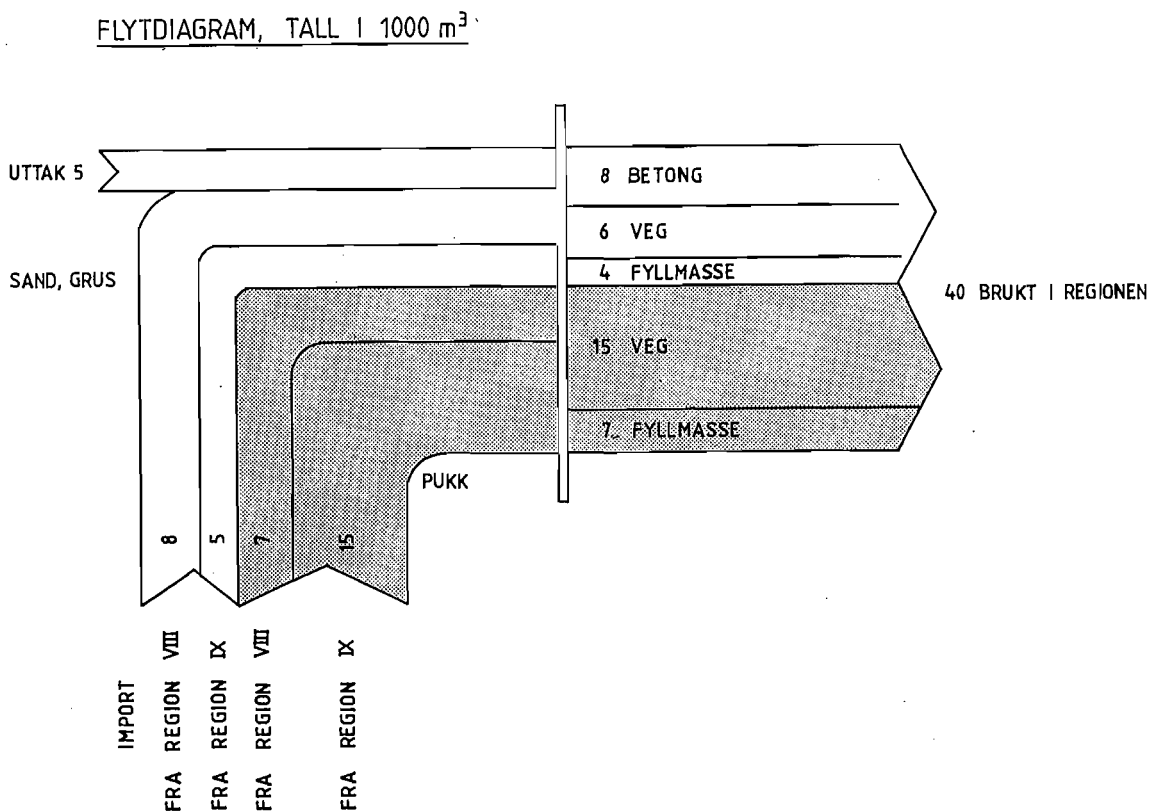 FLYTDIAGRAM, TALL I 1000 m³
UTTAK 5
8 BETONG
6 VEG
SAND, GRUS
4 FYLLMASSE
40 BRUKT I REGIONEN
15 VEG
7 FYLLMASSE
PUKK
8
5
7
15
IMPORT
FRA REGION VIII
FRA REGION IX
FRA REGION VIII
FRA REGION IX